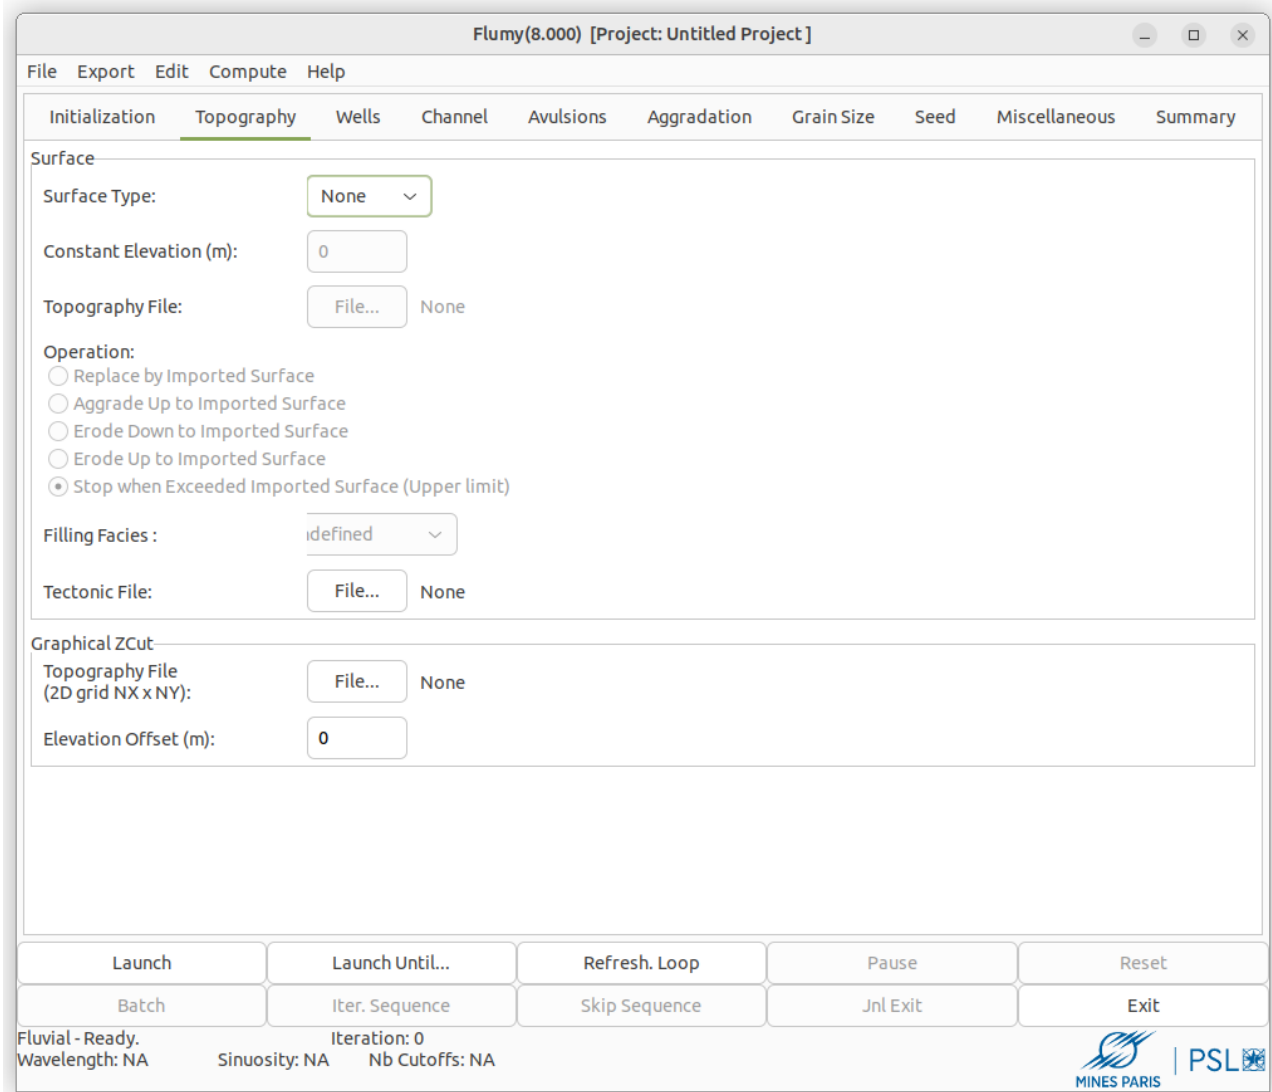 Flumy(8.000) [Project: Untitled Project ]
File Export Edit Compute Help
Initialization Topography Wells Channel Avulsions Aggradation Grain Size Seed Miscellaneous Summary
Surface
Surface Type: None
Constant Elevation (m): 0
Topography File: File... None
Operation:
Replace by Imported Surface
Aggrade Up to Imported Surface
Erode Down to Imported Surface
Erode Up to Imported Surface
Stop when Exceeded Imported Surface (Upper limit)
Filling Facies : ndefined
Tectonic File: File... None
Graphical ZCut
Topography File
(2D grid NX x NY): File... None
Elevation Offset (m): 0
Launch Launch Until... Refresh. Loop Pause Reset
Batch Iter. Sequence Skip Sequence Jnl Exit Exit
Fluvial - Ready. Iteration: 0
Wavelength: NA Sinuosity: NA Nb Cutoffs: NA
MINES PARIS | PSL